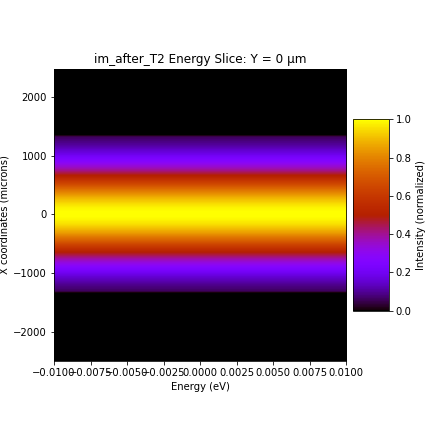 im_after_T2 Energy Slice: Y = 0 μm
X coordinates (microns)
2000
1000
0
−1000
−2000
−0.0100 −0.0075 −0.0050 −0.0025 0.0000 0.0025 0.0050 0.0075 0.0100
Energy (eV)
1.0
0.8
0.6
0.4
0.2
0.0
Intensity (normalized)